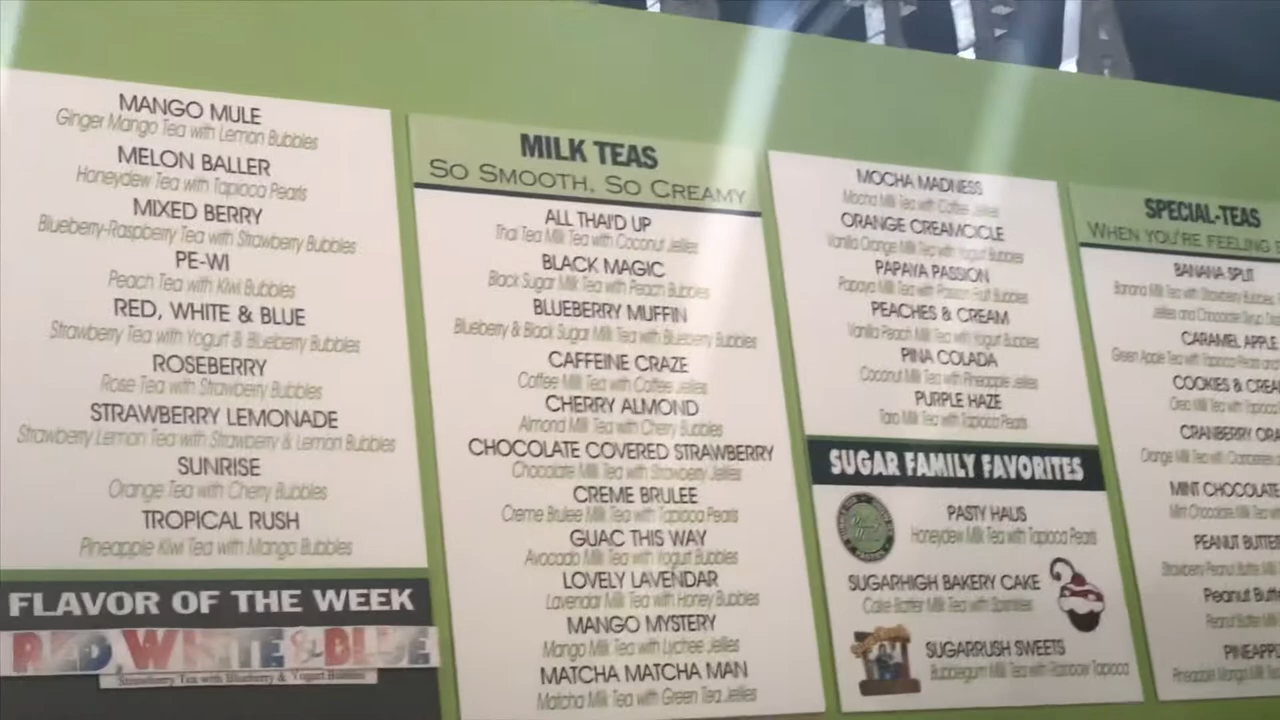 MANGO MULE
Ginger Mango Tea with Lemon Bubbles
MELON BALLER
Honeydew Tea with Tapioca Pearls
MIXED BERRY
Blueberry-Raspberry Tea with Strawberry Bubbles
PE-WI
Peach Tea with Kiwi Bubbles
RED, WHITE & BLUE
Strawberry Tea with Yogurt & Blueberry Bubbles
ROSEBERRY
Rose Tea with Strawberry Bubbles
STRAWBERRY LEMONADE
Strawberry Lemon Tea with Strawberry & Lemon Bubbles
SUNRISE
Orange Tea with Cherry Bubbles
TROPICAL RUSH
Pineapple Kiwi Tea with Mango Bubbles
FLAVOR OF THE WEEK
RED, WHITE & BLUE
Strawberry Tea with Blueberry & Yogurt Bubbles
MILK TEAS
SO SMOOTH, SO CREAMY
ALL THAI'D UP
Thai Tea Milk Tea with Coconut Jellies
BLACK MAGIC
Black Sugar Milk Tea with Peach Bubbles
BLUEBERRY MUFFIN
Blueberry & Black Sugar Milk Tea with Blueberry Bubbles
CAFFEINE CRAZE
Coffee Milk Tea with Coffee Jellies
CHERRY ALMOND
Almond Milk Tea with Cherry Bubbles
CHOCOLATE COVERED STRAWBERRY
Chocolate Milk Tea with Strawberry Jellies
CREME BRULEE
Creme Brulee Milk Tea with Tapioca Pearls
GUAC THIS WAY
Avocado Milk Tea with Yogurt Bubbles
LOVELY LAVENDAR
Lavendar Milk Tea with Honey Bubbles
MANGO MYSTERY
Mango Milk Tea with Lychee Jellies
MATCHA MATCHA MAN
Matcha Milk Tea with Green Tea Jellies
MOCHA MADNESS
Mocha Milk Tea with Coffee Jellies
ORANGE CREAMCICLE
Vanilla Orange Milk Tea with Yogurt Bubbles
PAPAYA PASSION
Papaya Milk Tea with Passion Fruit Bubbles
PEACHES & CREAM
Vanilla Peach Milk Tea with Yogurt Bubbles
PINA COLADA
Coconut Milk Tea with Pineapple Jellies
PURPLE HAZE
Taro Milk Tea with Tapioca Pearls
SUGAR FAMILY FAVORITES
PASTY HAUS
Honeydew Milk Tea with Tapioca Pearls
SUGARHIGH BAKERY CAKE
Cake Batter Milk Tea with Sprinkles
SUGARRUSH SWEETS
Bubblegum Milk Tea with Rainbow Tapioca
SPECIAL-TEAS
WHEN YOU'RE FEELING
BANANA SPLIT
Banana Milk Tea with Strawberry Bubbles
Jellies and Chocolate Syrup
CARAMEL APPLE
Green Apple Tea with Tapioca Pearls and
COOKIES & CREA
Oreo Milk Tea with Tapioca
CRANBERRY ORA
Orange Milk Tea with Cranberries
MINT CHOCOLATE
Mint Chocolate Milk Tea
PEANUT BUTTER
Strawberry Peanut Butter Milk
Peanut Butte
Peanut Butter Milk
PINEAPP
Pineapple Mango Milk Tea